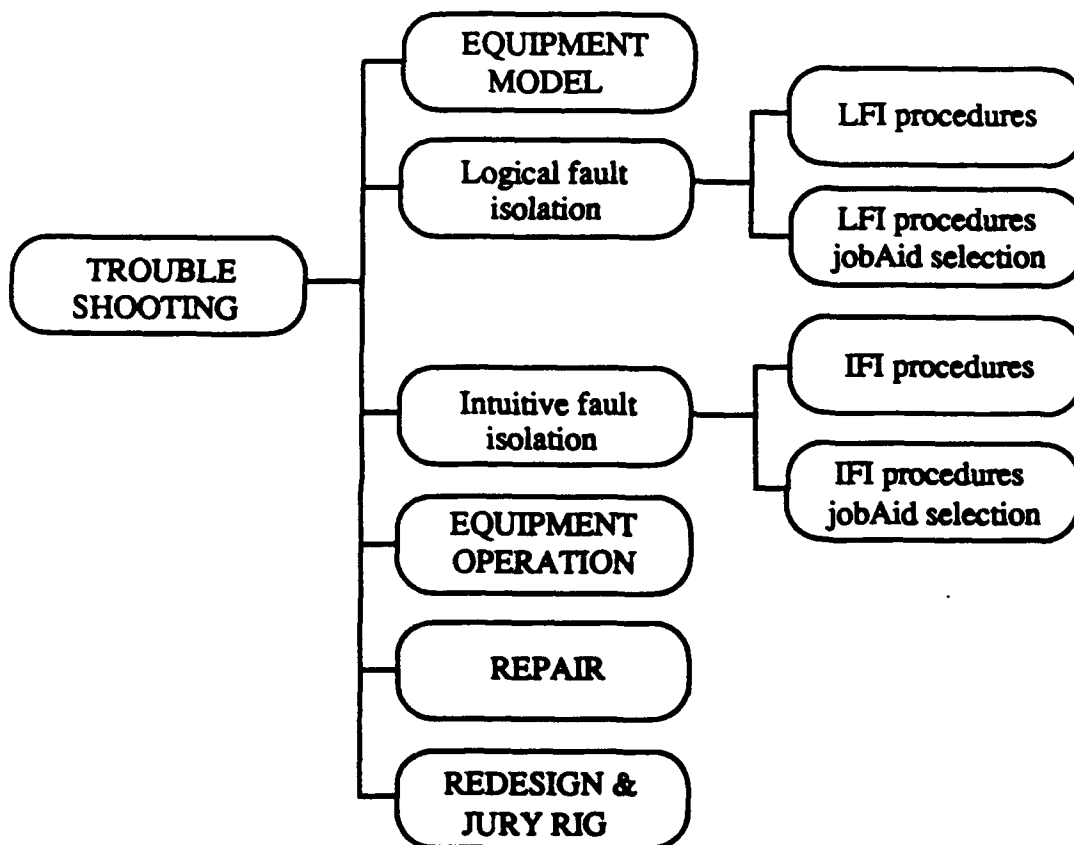 EQUIPMENT
MODEL
LFI procedures
Logical fault
isolation
LFI procedures
jobAid selection
TROUBLE
SHOOTING
IFI procedures
Intuitive fault
isolation
IFI procedures
jobAid selection
EQUIPMENT
OPERATION
REPAIR
REDESIGN &
JURY RIG